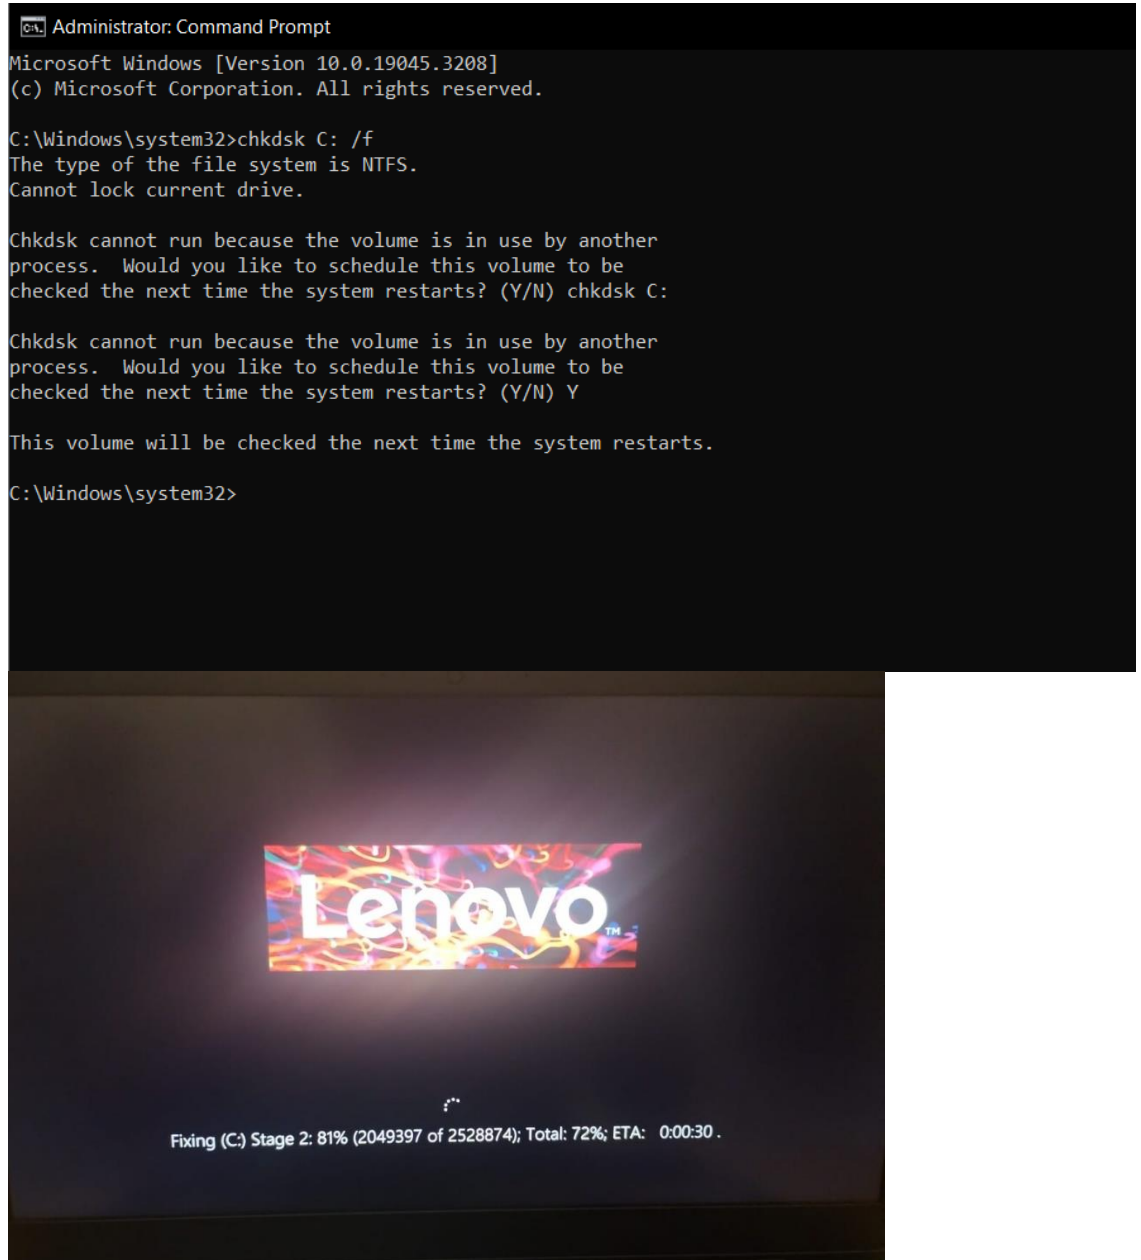 Administrator: Command Prompt
Microsoft Windows [Version 10.0.19045.3208]
(c) Microsoft Corporation. All rights reserved.
C:\Windows\system32>chkdsk C: /f
The type of the file system is NTFS.
Cannot lock current drive.
Chkdsk cannot run because the volume is in use by another
process.  Would you like to schedule this volume to be
checked the next time the system restarts? (Y/N) chkdsk C:
Chkdsk cannot run because the volume is in use by another
process.  Would you like to schedule this volume to be
checked the next time the system restarts? (Y/N) Y
This volume will be checked the next time the system restarts.
C:\Windows\system32>
Lenovo™
Fixing (C:) Stage 2: 81% (2049397 of 2528874); Total: 72%; ETA:   0:00:30 .